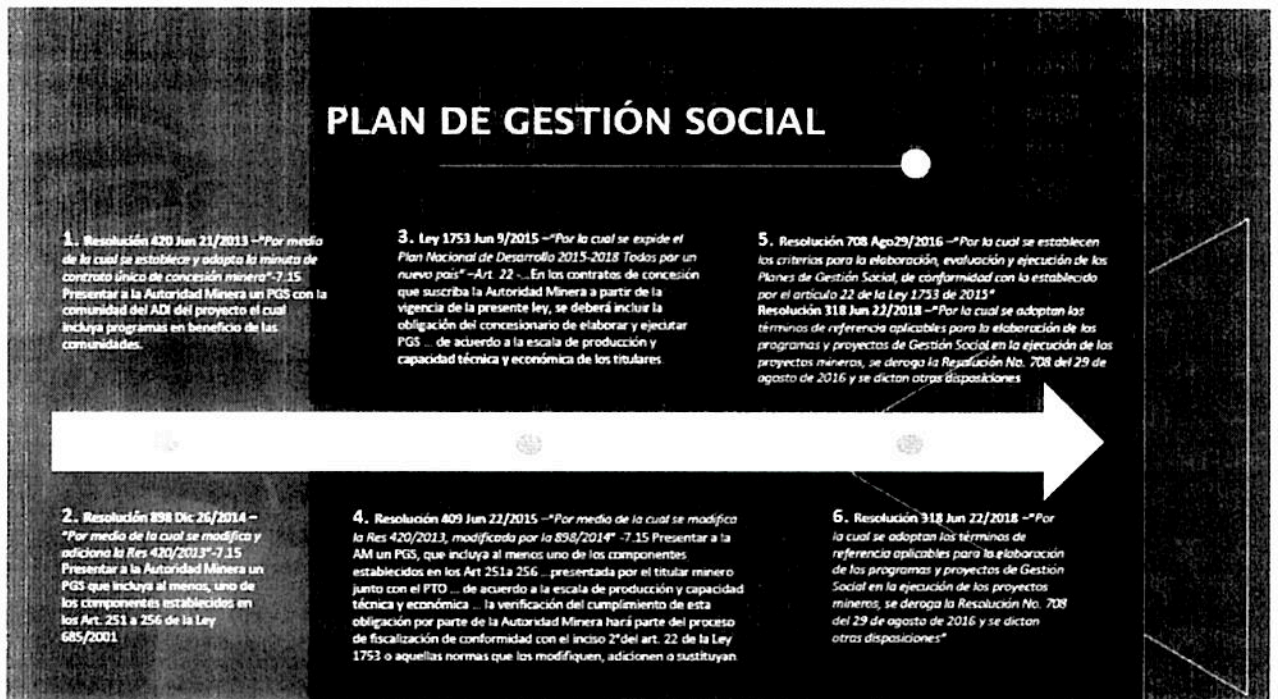 PLAN DE GESTIÓN SOCIAL
1. Resolución 420 Jun 21/2013 –"Por medio
de la cual se establece y adopta la minuta de
contrato único de concesión minera"-7.15
Presentar a la Autoridad Minera un PGS con la
comunidad del ADI del proyecto el cual
incluya programas en beneficio de las
comunidades.
2. Resolución 898 Dic 26/2014 –
"Por medio de la cual se modifica y
adiciona la Res 420/2013"-7.15
Presentar a la Autoridad Minera un
PGS que incluya al menos, uno de
los componentes establecidos en
los Art. 251 a 256 de la Ley
685/2001
3. Ley 1753 Jun 9/2015 –"Por la cual se expide el
Plan Nacional de Desarrollo 2015-2018 Todos por un
nuevo país" –Art. 22 -...En los contratos de concesión
que suscriba la Autoridad Minera a partir de la
vigencia de la presente ley, se deberá incluir la
obligación del concesionario de elaborar y ejecutar
PGS ... de acuerdo a la escala de producción y
capacidad técnica y económica de los titulares
4. Resolución 409 Jun 22/2015 –"Por medio de la cual se modifica
la Res 420/2013, modificada por la 898/2014" -7.15 Presentar a la
AM un PGS, que incluya al menos uno de los componentes
establecidos en los Art 251a 256 ...presentada por el titular minero
junto con el PTO ... de acuerdo a la escala de producción y capacidad
técnica y económica ... la verificación del cumplimiento de esta
obligación por parte de la Autoridad Minera hará parte del proceso
de fiscalización de conformidad con el inciso 2°del art. 22 de la Ley
1753 o aquellas normas que los modifiquen, adicionen o sustituyan
5. Resolución 708 Ago29/2016 –"Por la cual se establecen
los criterios para la elaboración, evaluación y ejecución de los
Planes de Gestión Social, de conformidad con lo establecido
por el artículo 22 de la Ley 1753 de 2015"
Resolución 318 Jun 22/2018 –"Por la cual se adoptan los
términos de referencia aplicables para la elaboración de los
programas y proyectos de Gestión Social en la ejecución de los
proyectos mineros, se deroga la Resolución No. 708 del 29 de
agosto de 2016 y se dictan otras disposiciones
6. Resolución 318 Jun 22/2018 –"Por
la cual se adoptan los términos de
referencia aplicables para la elaboración
de los programas y proyectos de Gestión
Social en la ejecución de los proyectos
mineros, se deroga la Resolución No. 708
del 29 de agosto de 2016 y se dictan
otras disposiciones"